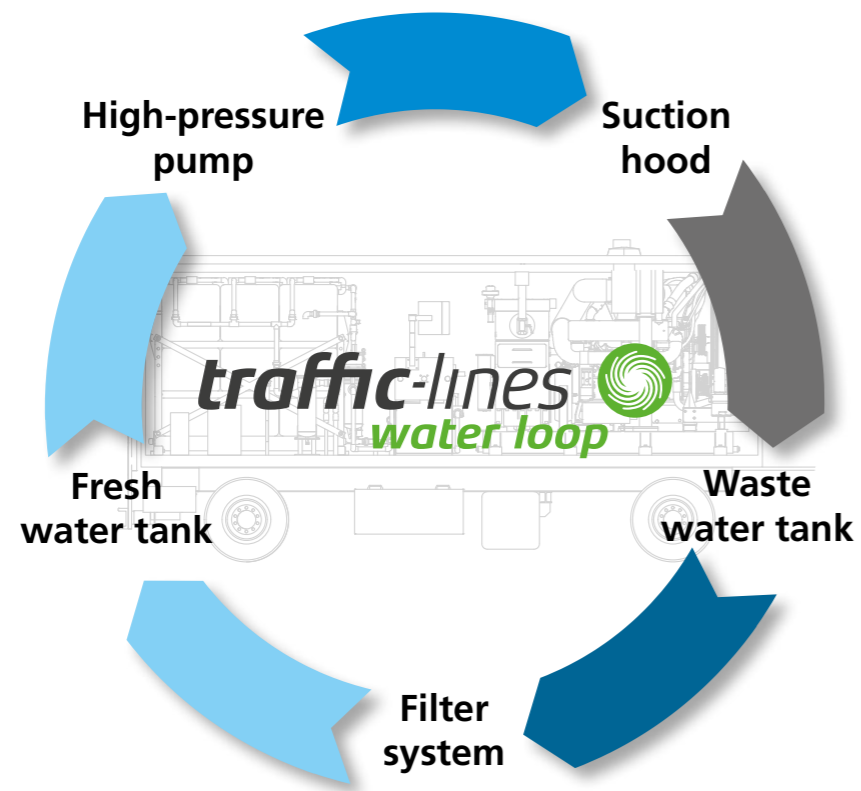 High-pressure
pump
Suction
hood
traffic-lines
water loop
Fresh
water tank
Waste
water tank
Filter
system